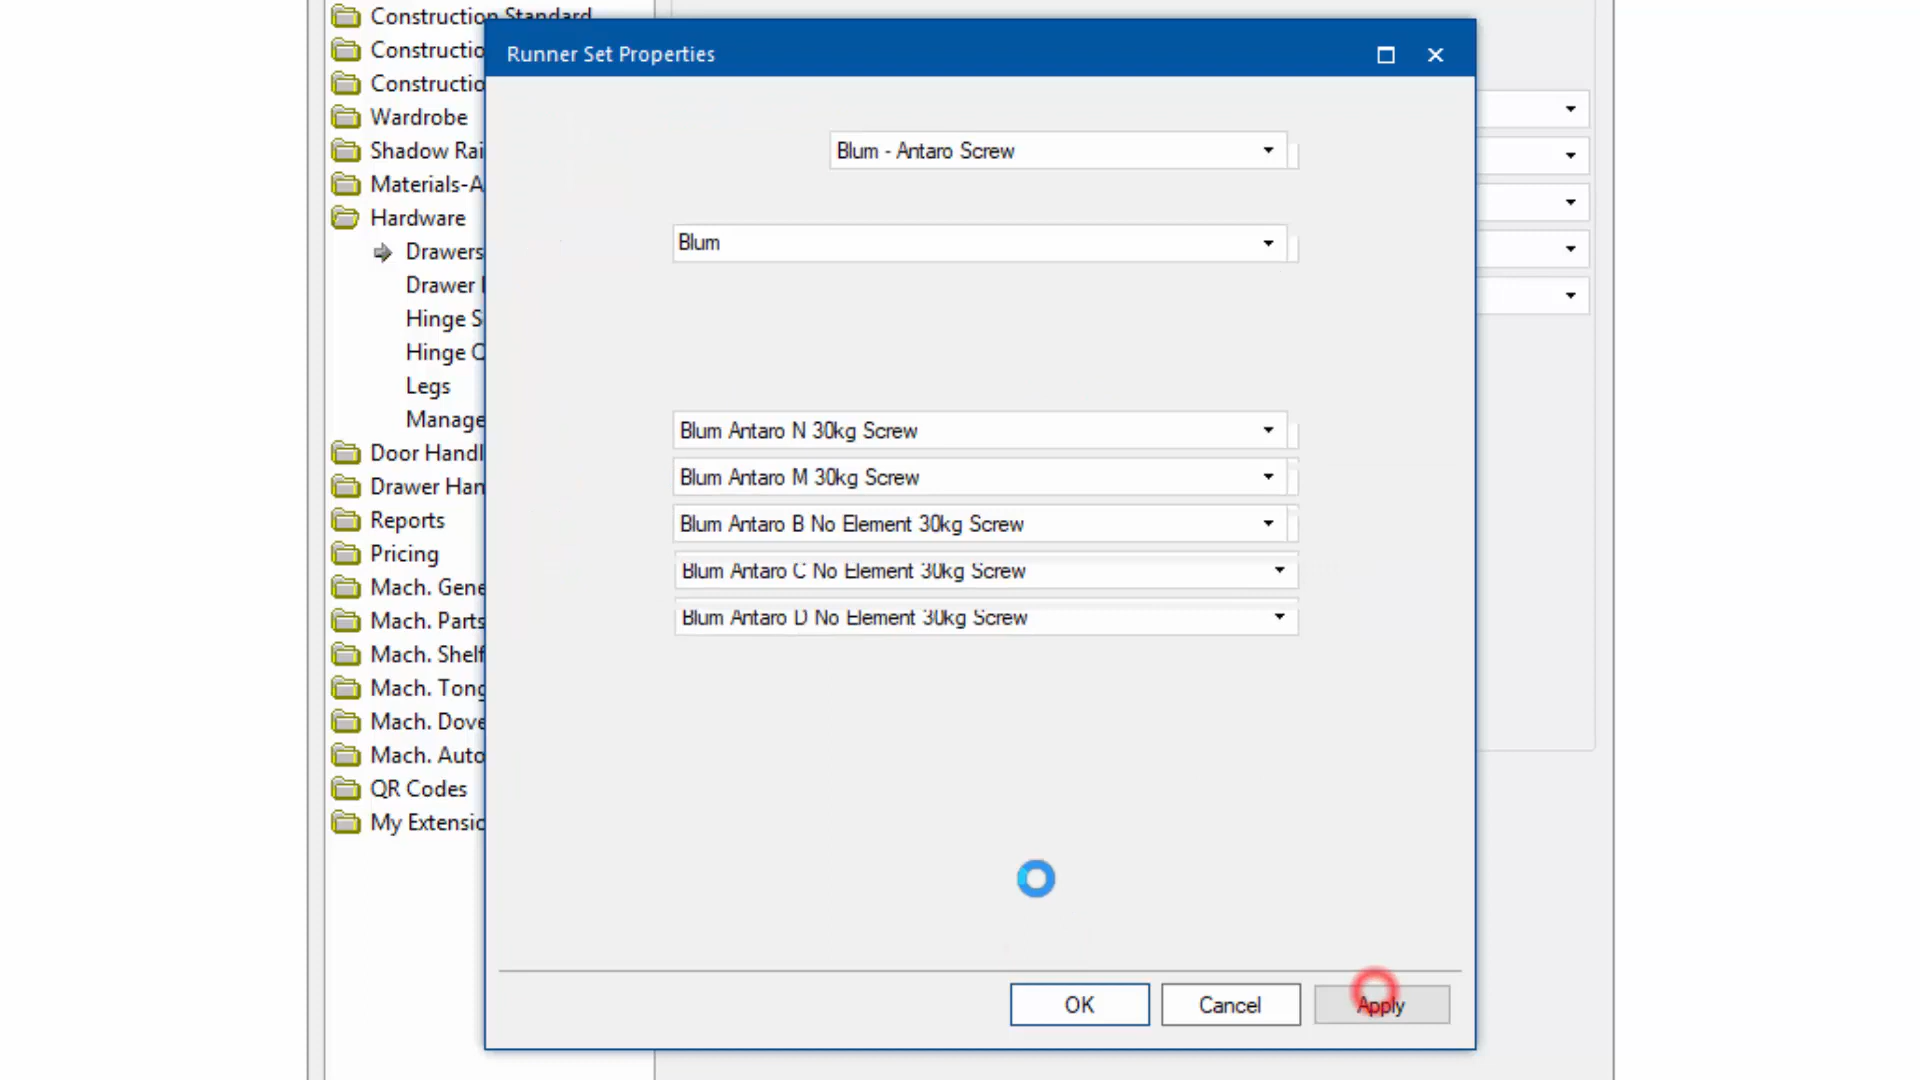 Construction Standard
Constructio
Constructio
Wardrobe
Shadow Rai
Materials-A
Hardware
Drawers
Drawer
Hinge S
Hinge C
Legs
Manage
Door Handl
Drawer Han
Reports
Pricing
Mach. Gene
Mach. Parts
Mach. Shelf
Mach. Tong
Mach. Dove
Mach. Auto
QR Codes
My Extensio
Runner Set Properties
Blum - Antaro Screw
Blum
Blum Antaro N 30kg Screw
Blum Antaro M 30kg Screw
Blum Antaro B No Element 30kg Screw
Blum Antaro C No Element 30kg Screw
Blum Antaro D No Element 30kg Screw
OK
Cancel
Apply